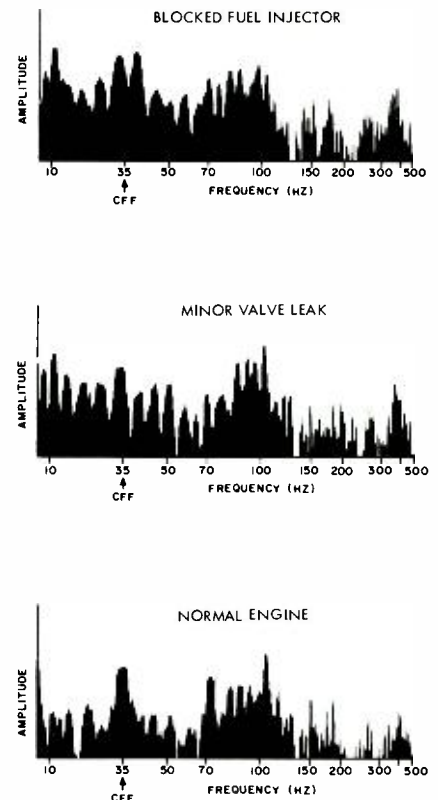 BLOCKED FUEL INJECTOR
AMPLITUDE
10 35 50 70 100 150 200 300 500
CFF
FREQUENCY (HZ)
MINOR VALVE LEAK
AMPLITUDE
10 35 50 70 100 150 200 300 500
CFF
FREQUENCY (HZ)
NORMAL ENGINE
AMPLITUDE
10 35 50 70 100 150 200 300 500
CFF
FREQUENCY (HZ)